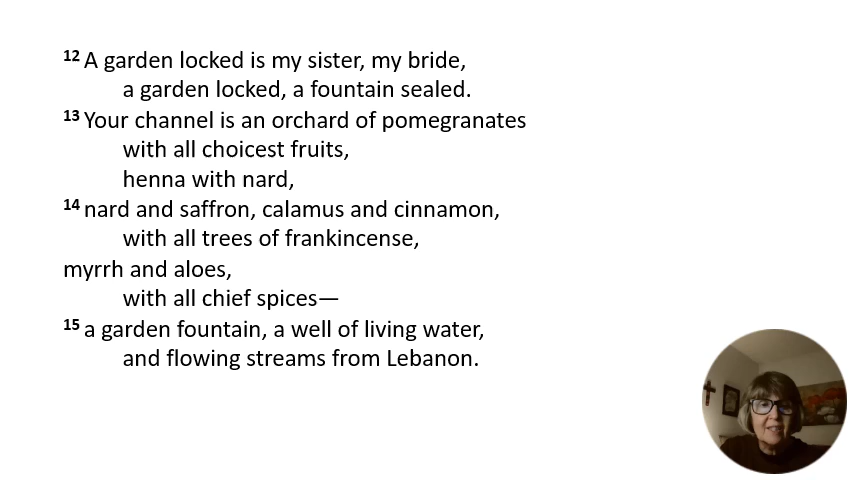 12 A garden locked is my sister, my bride,
a garden locked, a fountain sealed.
13 Your channel is an orchard of pomegranates
with all choicest fruits,
henna with nard,
14 nard and saffron, calamus and cinnamon,
with all trees of frankincense,
myrrh and aloes,
with all chief spices—
15 a garden fountain, a well of living water,
and flowing streams from Lebanon.